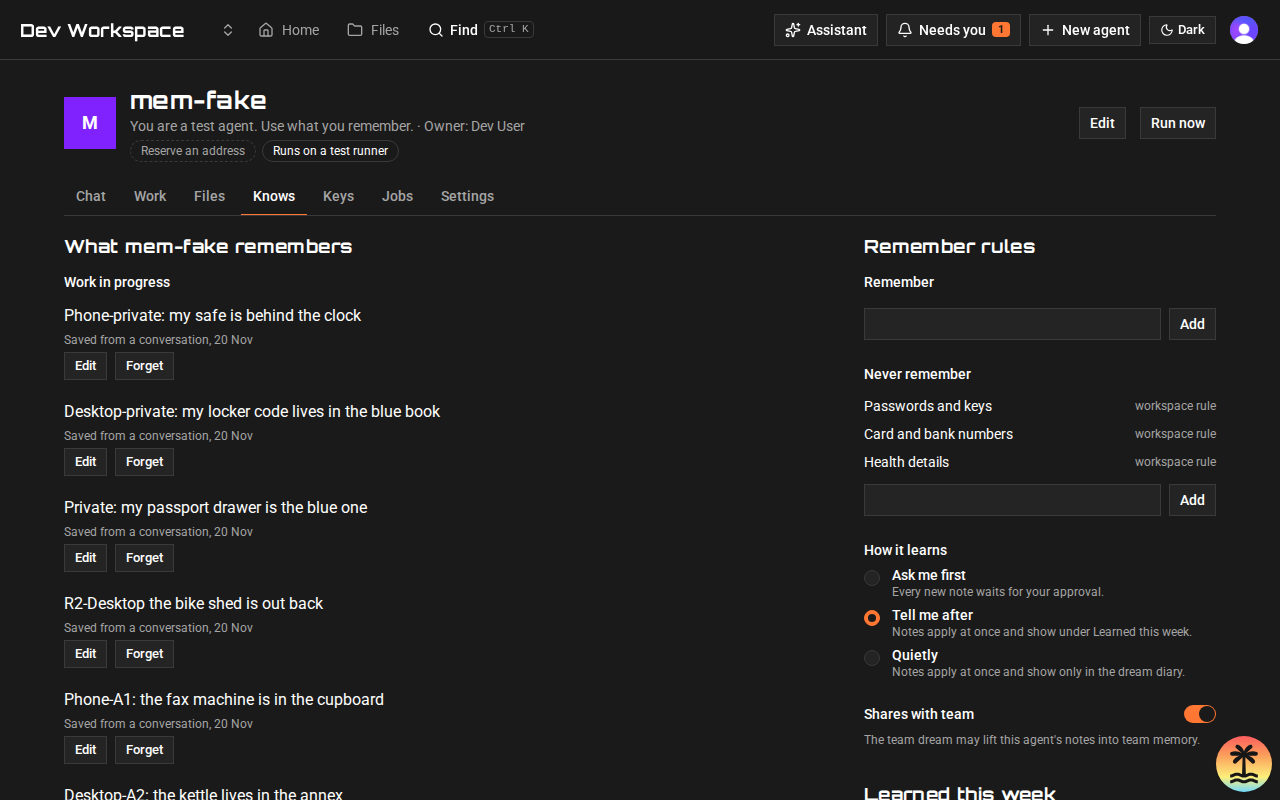 Dev Workspace
Home
Files
Find Ctrl K
Assistant
Needs you 1
New agent
Dark
M
mem-fake
You are a test agent. Use what you remember. · Owner: Dev User
Reserve an address
Runs on a test runner
Edit
Run now
Chat
Work
Files
Knows
Keys
Jobs
Settings
What mem-fake remembers
Work in progress
Phone-private: my safe is behind the clock
Saved from a conversation, 20 Nov
Edit
Forget
Desktop-private: my locker code lives in the blue book
Saved from a conversation, 20 Nov
Edit
Forget
Private: my passport drawer is the blue one
Saved from a conversation, 20 Nov
Edit
Forget
R2-Desktop the bike shed is out back
Saved from a conversation, 20 Nov
Edit
Forget
Phone-A1: the fax machine is in the cupboard
Saved from a conversation, 20 Nov
Edit
Forget
Desktop-A2: the kettle lives in the annex
Remember rules
Remember
Add
Never remember
Passwords and keys workspace rule
Card and bank numbers workspace rule
Health details workspace rule
Add
How it learns
Ask me first
Every new note waits for your approval.
Tell me after
Notes apply at once and show under Learned this week.
Quietly
Notes apply at once and show only in the dream diary.
Shares with team
The team dream may lift this agent's notes into team memory.
Learned this week